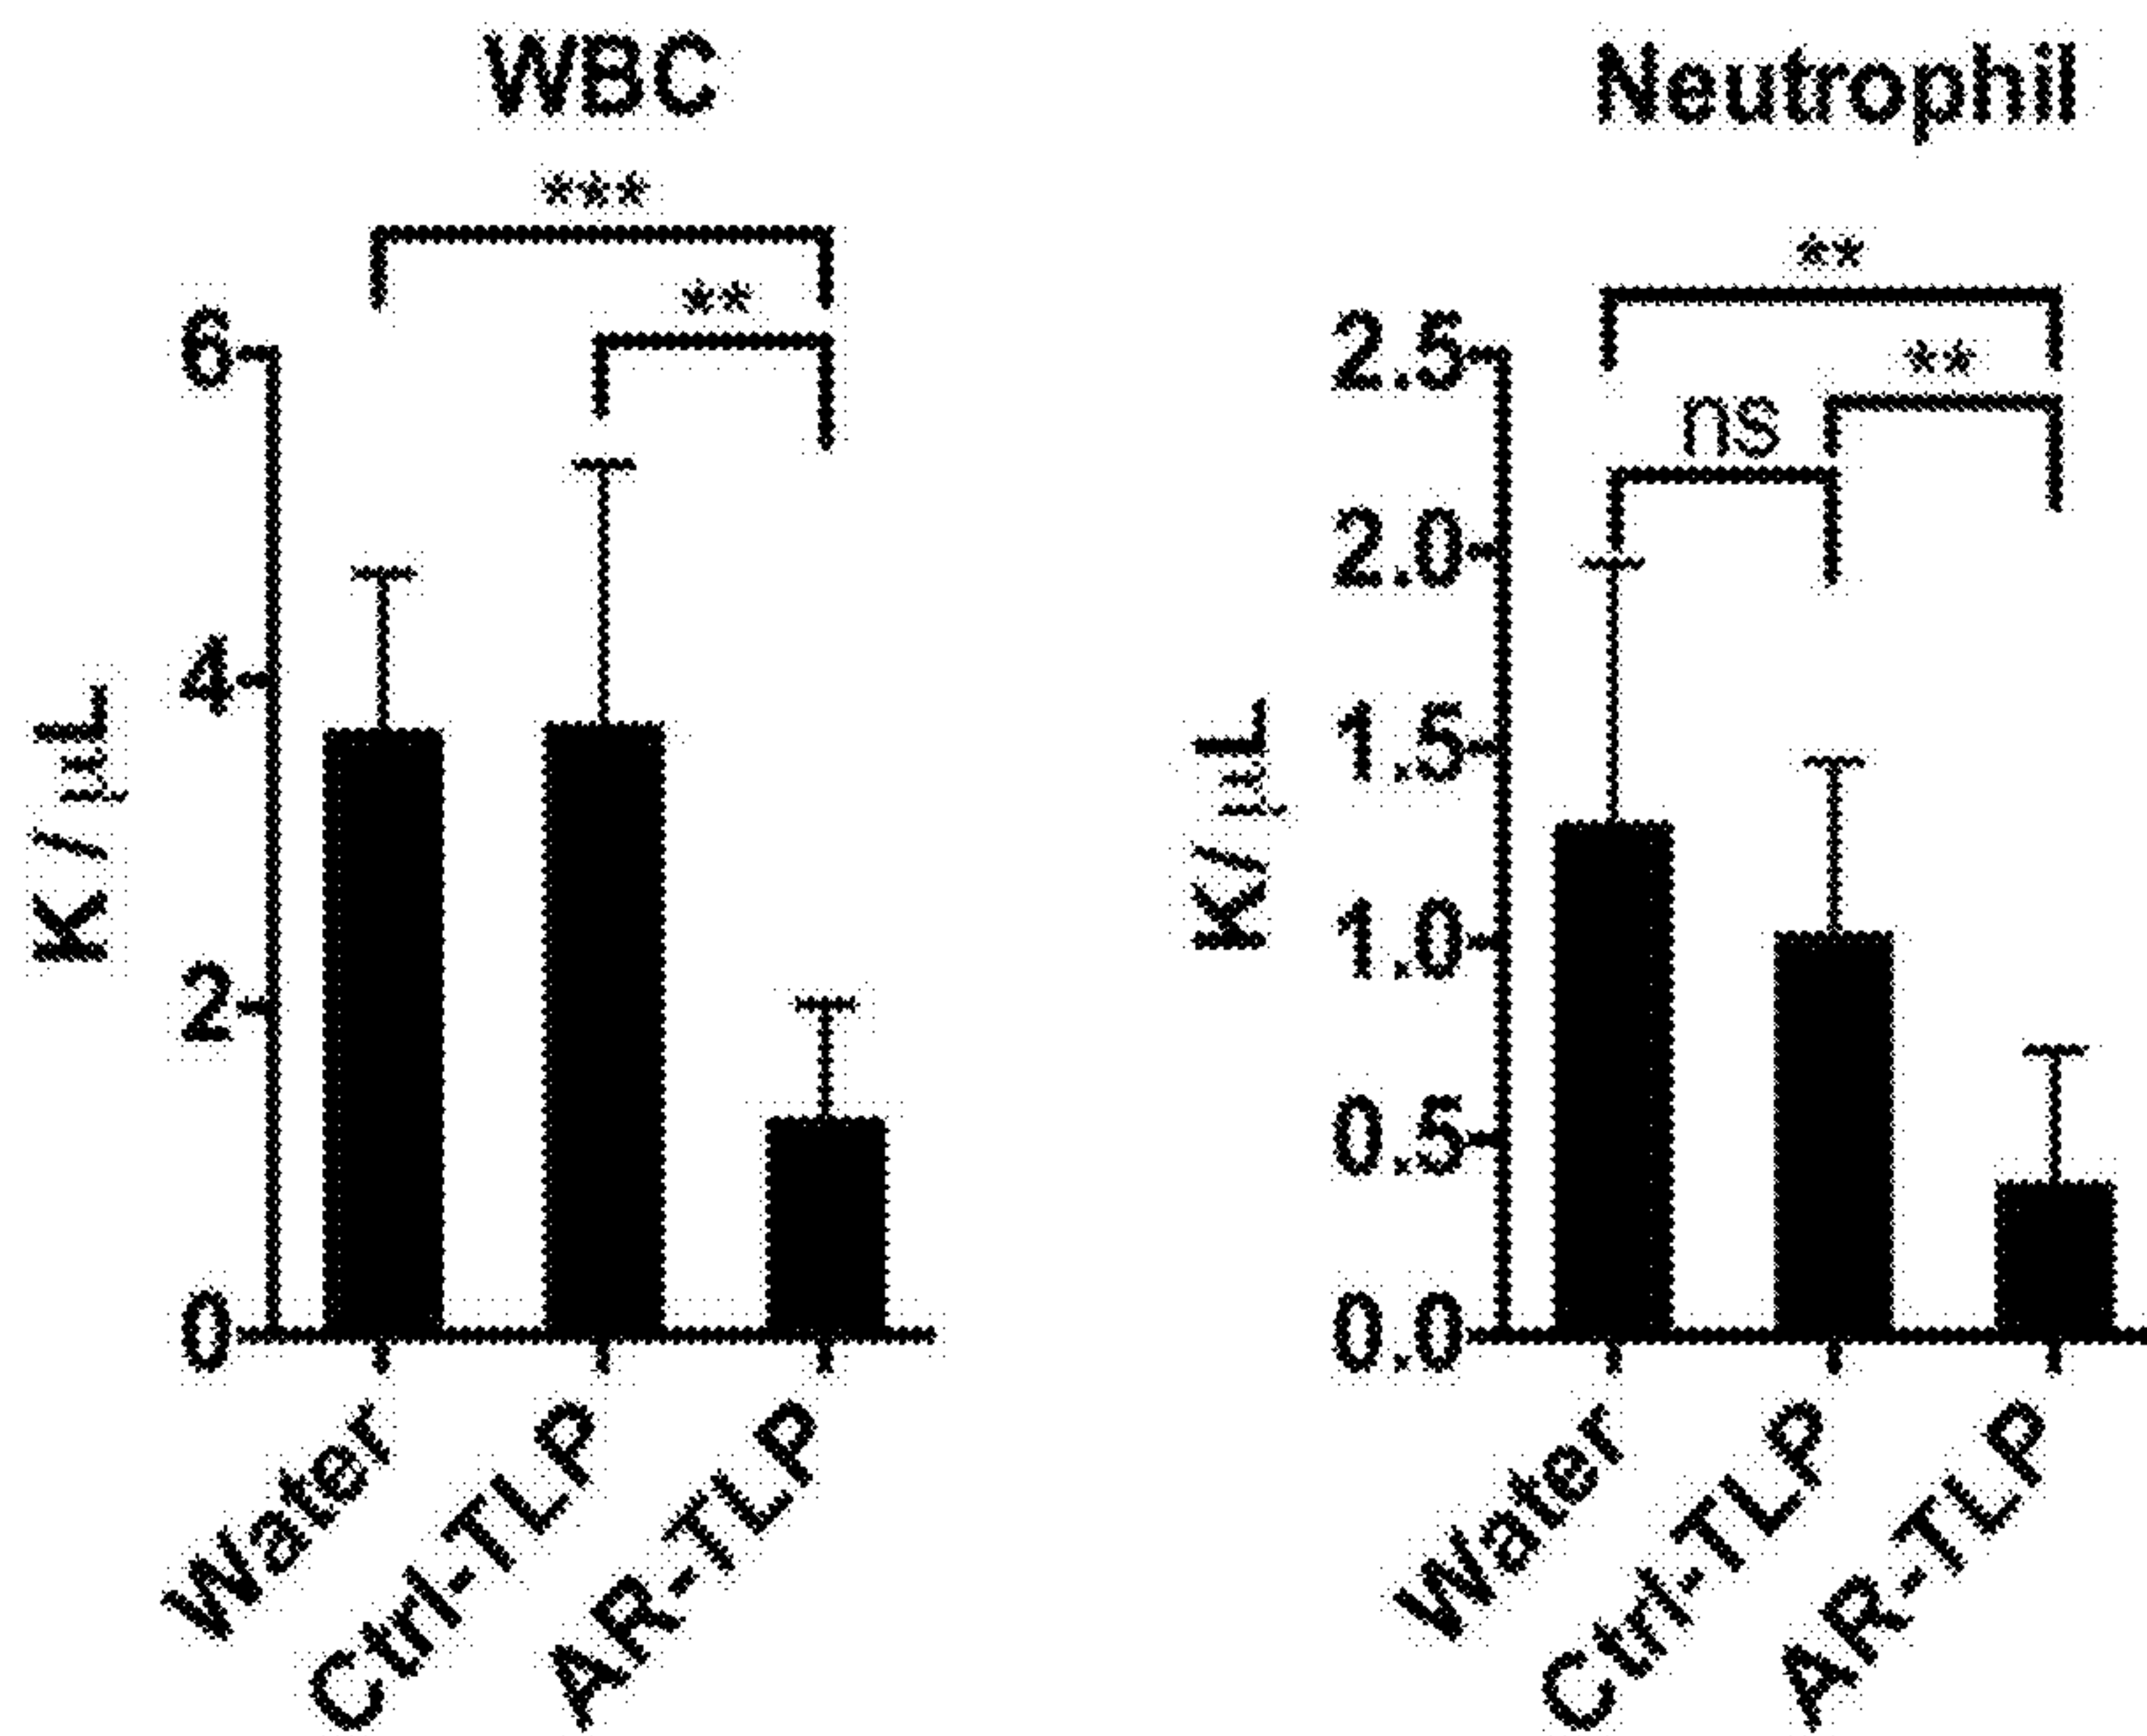 WBC
***
**
6
4
2
0
K / µL
Water
Ctrl-TLP
AR-TLP
Neutrophil
**
**
ns
2.5
2.0
1.5
1.0
0.5
0.0
K/ µL
Water
Ctrl-TLP
AR-TLP